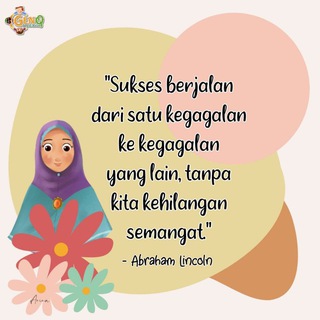 "Sukses berjalan
dari satu kegagalan
ke kegagalan
yang lain, tanpa
kita kehilangan
semangat."
- Abraham Lincoln